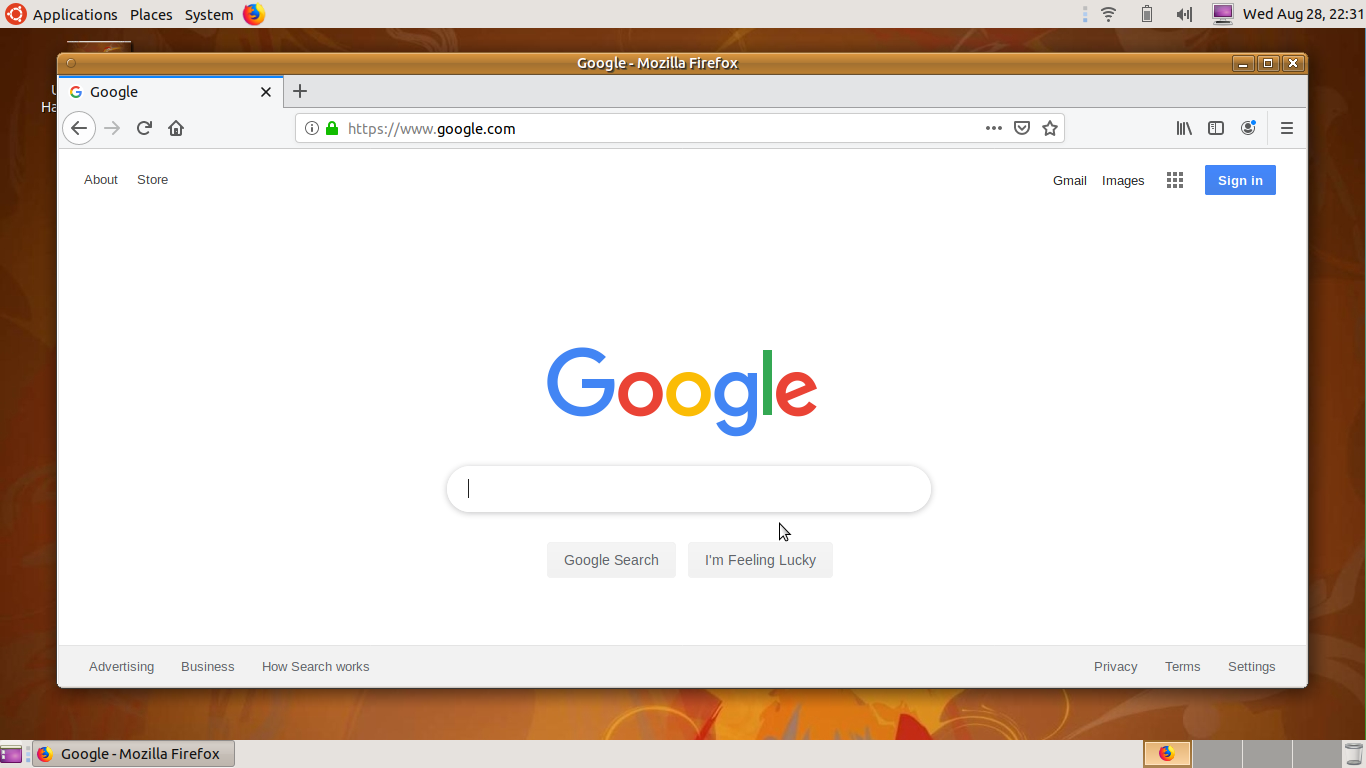 Applications Places System Wed Aug 28, 22:31
Google - Mozilla Firefox
Google
https://www.google.com
About Store Gmail Images Sign in
Google
Google Search I'm Feeling Lucky
Advertising Business How Search works Privacy Terms Settings
Google - Mozilla Firefox